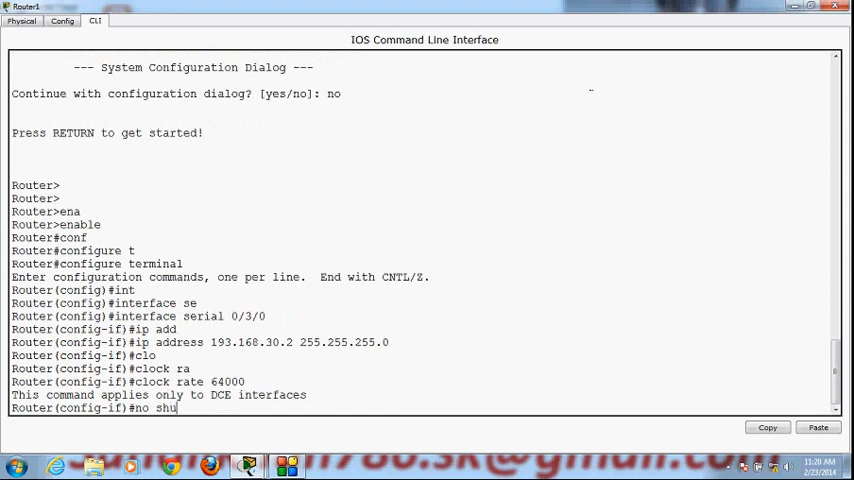 Router1
Physical Config CLI
IOS Command Line Interface
--- System Configuration Dialog ---
Continue with configuration dialog? [yes/no]: no
Press RETURN to get started!
Router>
Router>
Router>ena
Router>enable
Router#conf
Router#configure t
Router#configure terminal
Enter configuration commands, one per line. End with CNTL/Z.
Router(config)#int
Router(config)#interface se
Router(config)#interface serial 0/3/0
Router(config-if)#ip add
Router(config-if)#ip address 193.168.30.2 255.255.255.0
Router(config-if)#clo
Router(config-if)#clock ra
Router(config-if)#clock rate 64000
This command applies only to DCE interfaces
Router(config-if)#no shu
Copy Paste
11:20 AM
2/23/2014